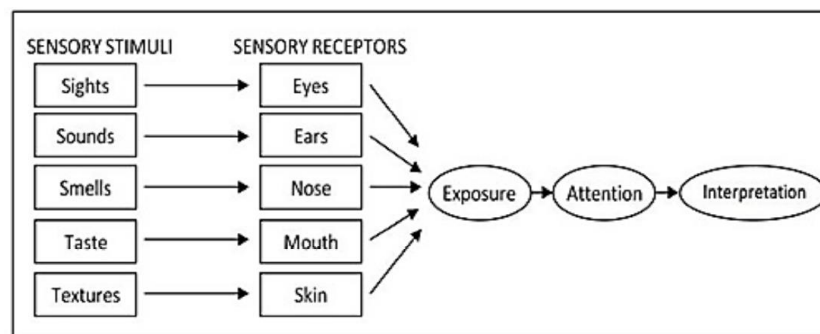 SENSORY STIMULI SENSORY RECEPTORS
Sights Eyes
Sounds Ears
Smells Nose Exposure Attention Interpretation
Taste Mouth
Textures Skin